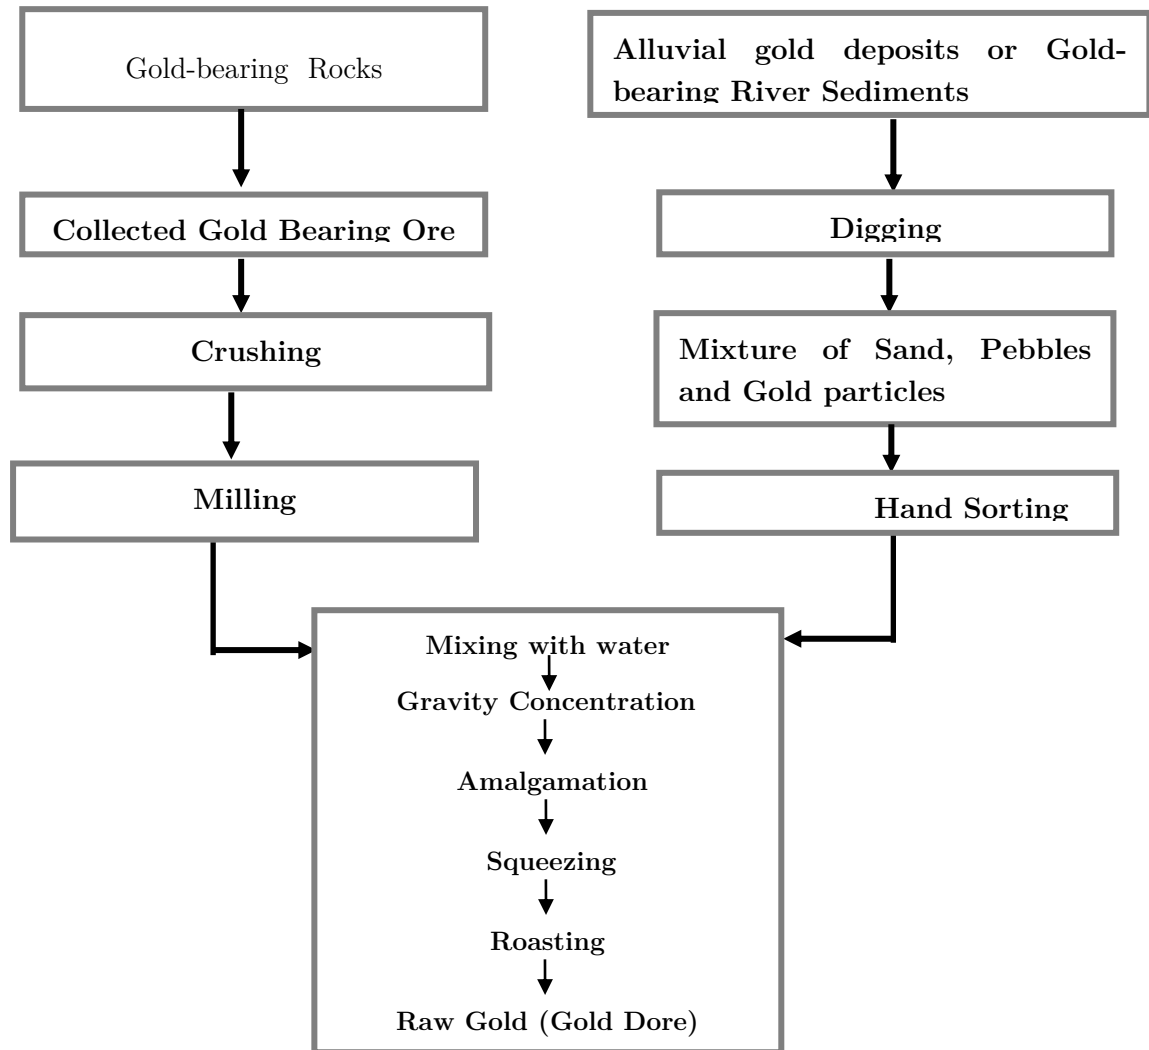 Gold-bearing Rocks
Collected Gold Bearing Ore
Crushing
Milling
Alluvial gold deposits or Gold-
bearing River Sediments
Digging
Mixture of Sand, Pebbles
and Gold particles
Hand Sorting
Mixing with water
Gravity Concentration
Amalgamation
Squeezing
Roasting
Raw Gold (Gold Dore)